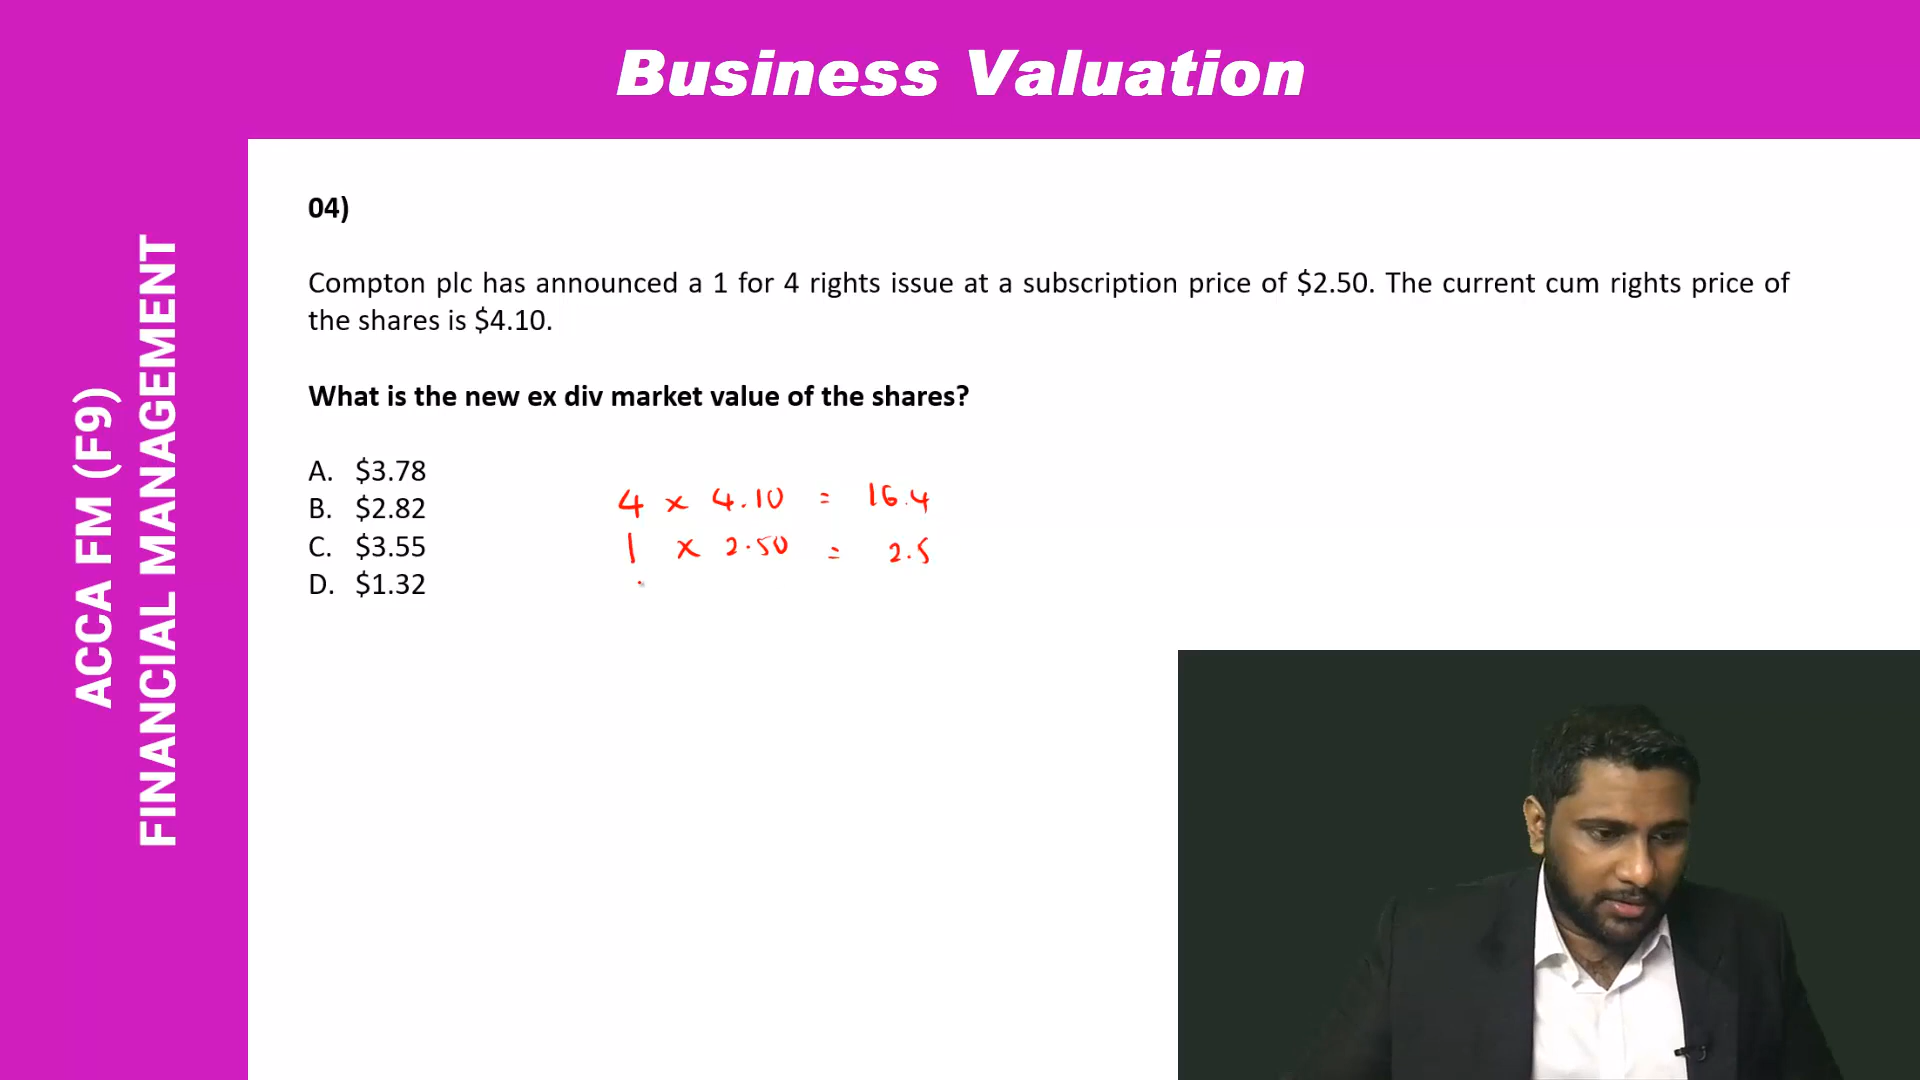 Business Valuation
ACCA FM (F9)
FINANCIAL MANAGEMENT
04)
Compton plc has announced a 1 for 4 rights issue at a subscription price of $2.50. The current cum rights price of
the shares is $4.10.
What is the new ex div market value of the shares?
A. $3.78
B. $2.82
C. $3.55
D. $1.32
4 x 4.10 = 16.4
1 x 2.50 = 2.5